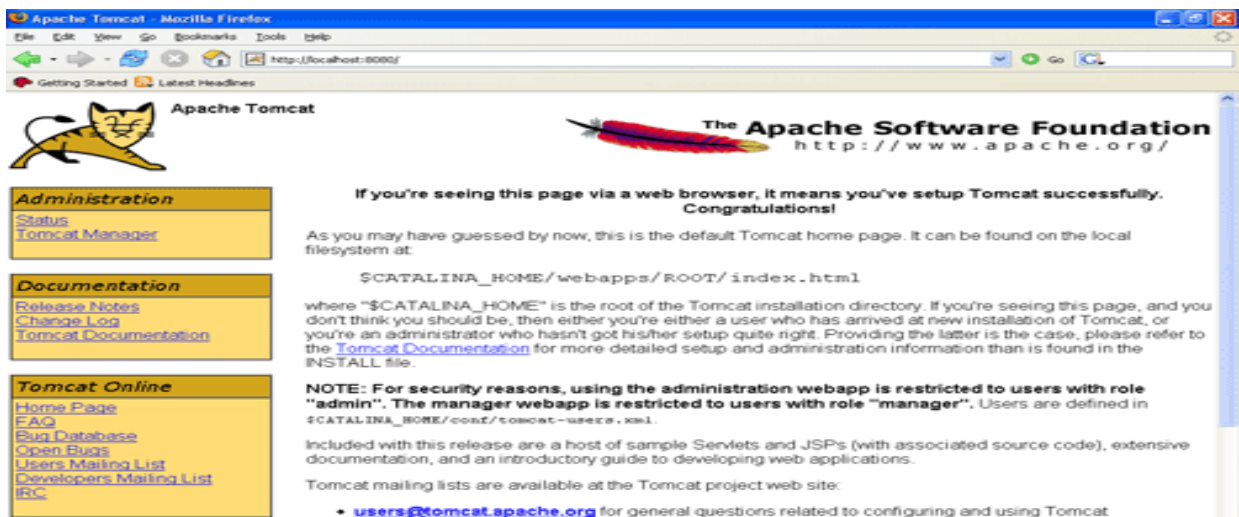 Apache Tomcat - Mozilla Firefox
File Edit View Go Bookmarks Tools Help
http://localhost:8080/
Go
Getting Started Latest Headlines
Apache Tomcat
The Apache Software Foundation
http://www.apache.org/
Administration
Status
Tomcat Manager
Documentation
Release Notes
Change Log
Tomcat Documentation
Tomcat Online
Home Page
FAQ
Bug Database
Open Bugs
Users Mailing List
Developers Mailing List
IRC
If you're seeing this page via a web browser, it means you've setup Tomcat successfully.
Congratulations!
As you may have guessed by now, this is the default Tomcat home page. It can be found on the local
filesystem at:
$CATALINA_HOME/webapps/ROOT/index.html
where "$CATALINA_HOME" is the root of the Tomcat installation directory. If you're seeing this page, and you
don't think you should be, then either you're either a user who has arrived at new installation of Tomcat, or
you're an administrator who hasn't got his/her setup quite right. Providing the latter is the case, please refer to
the Tomcat Documentation for more detailed setup and administration information than is found in the
INSTALL file.
NOTE: For security reasons, using the administration webapp is restricted to users with role
"admin". The manager webapp is restricted to users with role "manager". Users are defined in
$CATALINA_HOME/conf/tomcat-users.xml.
Included with this release are a host of sample Servlets and JSPs (with associated source code), extensive
documentation, and an introductory guide to developing web applications.
Tomcat mailing lists are available at the Tomcat project web site:
• users@tomcat.apache.org for general questions related to configuring and using Tomcat